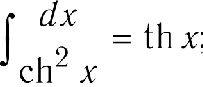 ∫ dx / ch² x = th x;